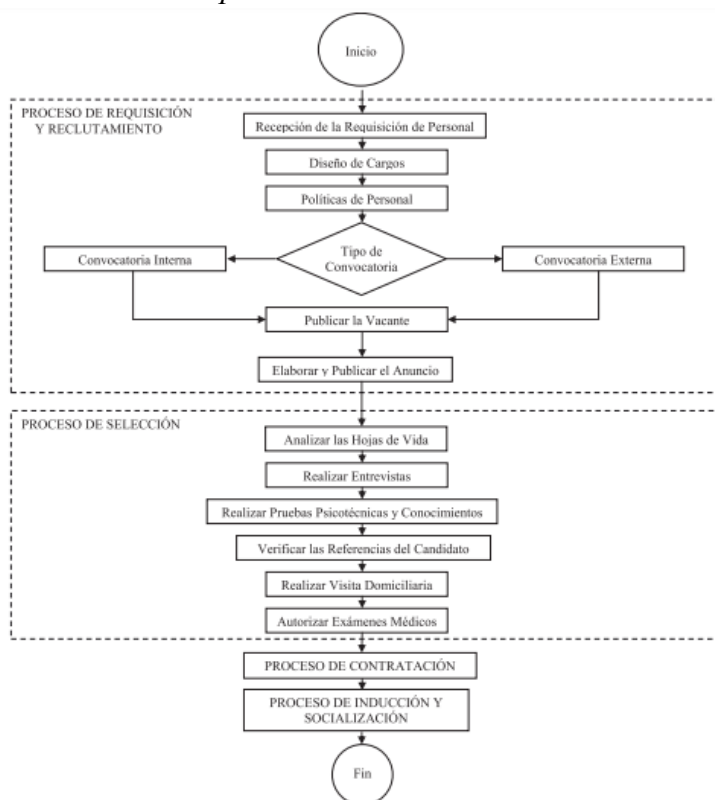 Inicio
PROCESO DE REQUISICIÓN
Y RECLUTAMIENTO
Recepción de la Requisición de Personal
Diseño de Cargos
Políticas de Personal
Tipo de
Convocatoria
Convocatoria Interna
Convocatoria Externa
Publicar la Vacante
Elaborar y Publicar el Anuncio
PROCESO DE SELECCIÓN
Analizar las Hojas de Vida
Realizar Entrevistas
Realizar Pruebas Psicotécnicas y Conocimientos
Verificar las Referencias del Candidato
Realizar Visita Domiciliaria
Autorizar Exámenes Médicos
PROCESO DE CONTRATACIÓN
PROCESO DE INDUCCIÓN Y
SOCIALIZACIÓN
Fin